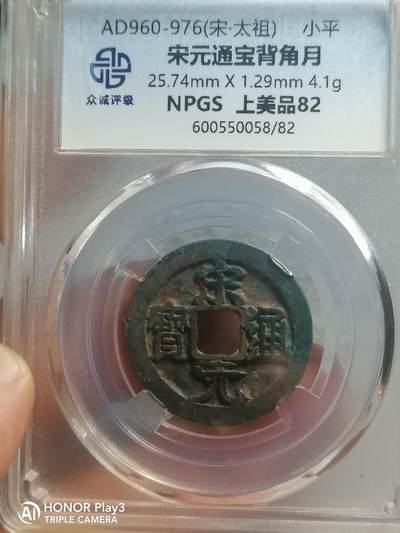 AD960-976(宋·太祖) 小平
宋元通宝背角月
25.74mm X 1.29mm 4.1g
众诚评级
NPGS 上美品82
600550058/82
宋
寶 通
元
HONOR Play3
AI TRIPLE CAMERA